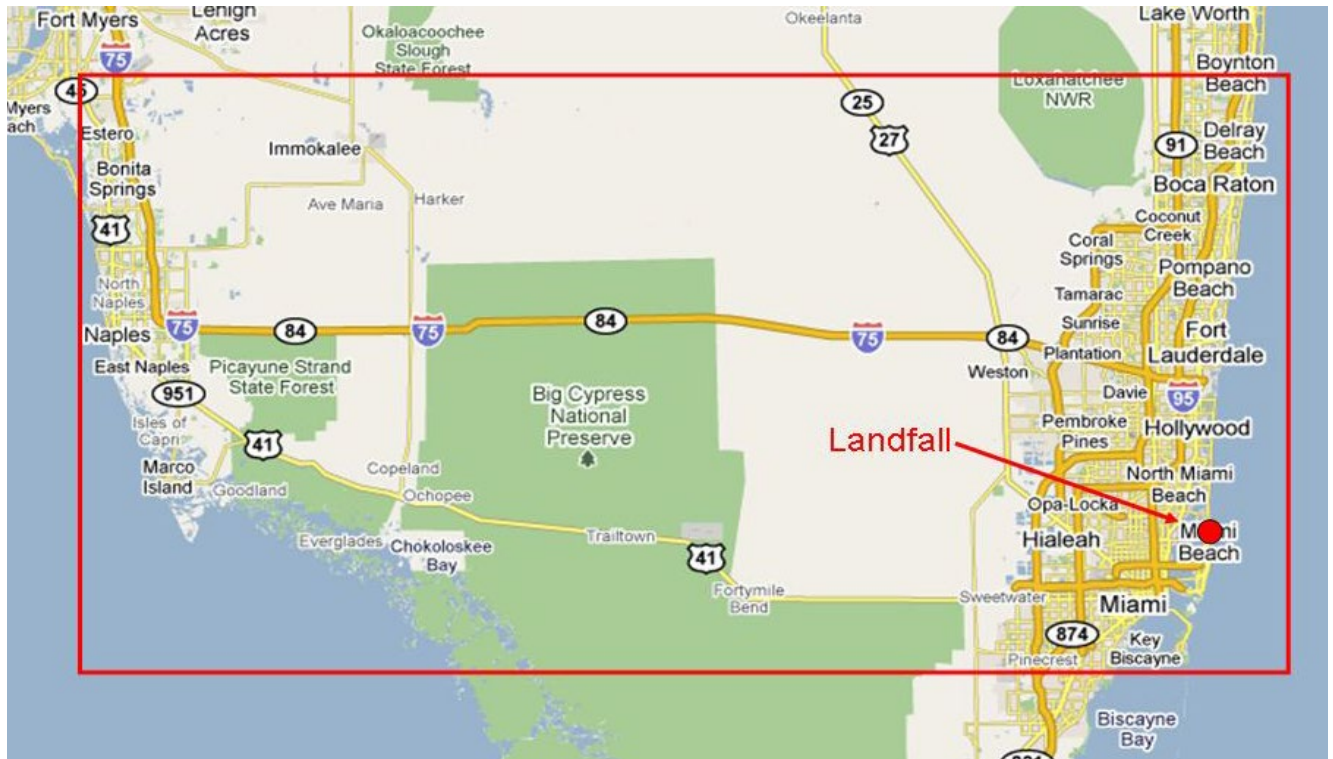 Fort Myers
Lehigh
Acres
75
Okaloacoochee
Slough
State Forest
Okeelanta
Lake Worth
Boynton
Beach
Loxahatchee
NWR
45
Myers
ach
Estero
25
27
91
Delray
Beach
Immokalee
Bonita
Springs
Boca Raton
Ave Maria
Harker
41
Coconut
Creek
Coral
Springs
Pompano
Beach
North
Naples
Tamarac
Naples
75
84
75
84
75
84
Sunrise
Fort
Lauderdale
Plantation
East Naples
Picayune Strand
State Forest
Weston
951
Big Cypress
National
Preserve
Davie
95
Isles of
Capri
41
Pembroke
Pines
Hollywood
Landfall
Marco
Island
Goodland
Copeland
Ochopee
North Miami
Beach
Opa-Locka
Everglades
Chokoloskee
Bay
Trailtown
41
Hialeah
Beach
Fortymile
Bend
Sweetwater
Miami
874
Key
Biscayne
Pinecrest
Biscayne
Bay